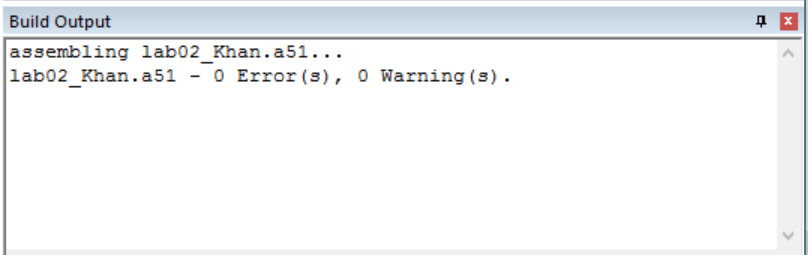 Build Output
assembling lab02_Khan.a51...
lab02_Khan.a51 - 0 Error(s), 0 Warning(s).